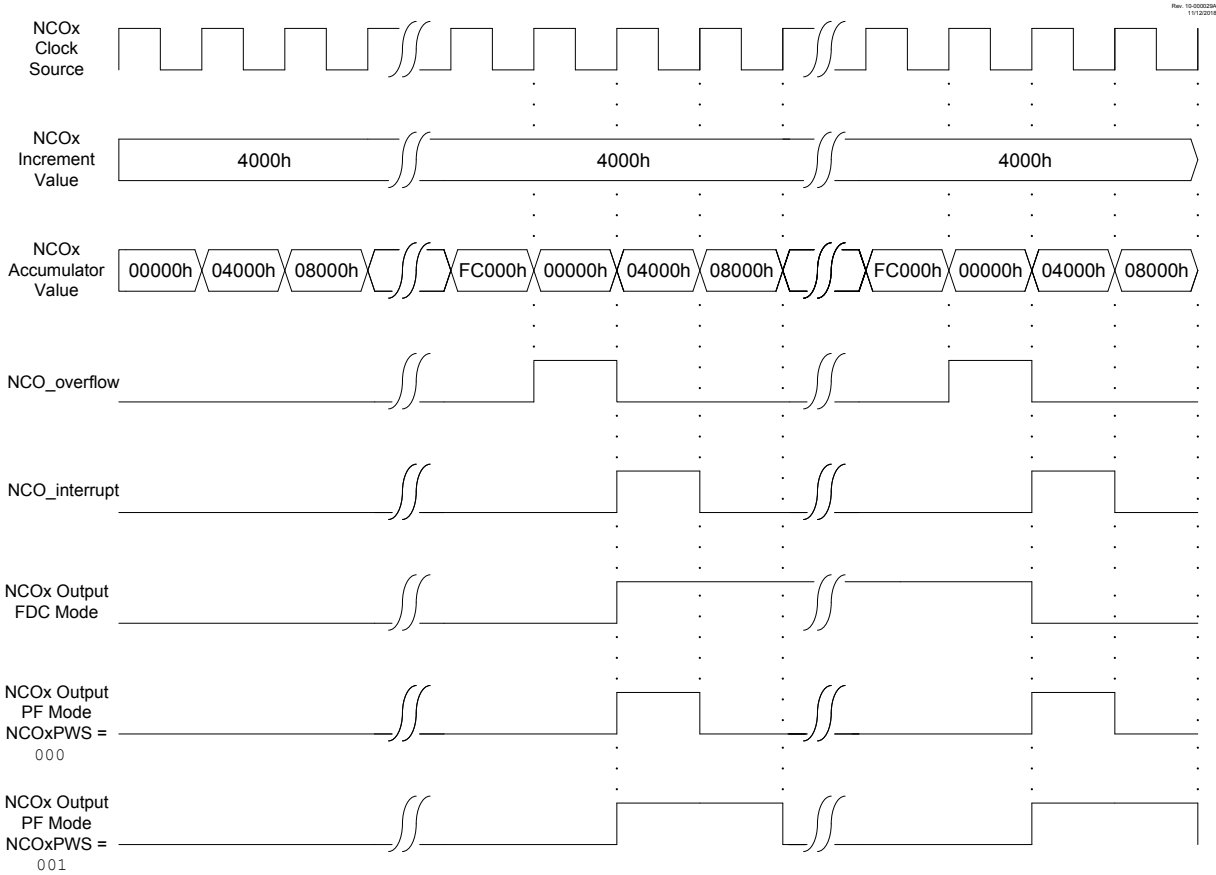 Rev. 10-000029A
11/12/2018
NCOx
Clock
Source
NCOx
Increment
Value
4000h
4000h
4000h
NCOx
Accumulator
Value
00000h
04000h
08000h
FC000h
00000h
04000h
08000h
FC000h
00000h
04000h
08000h
NCO_overflow
NCO_interrupt
NCOx Output
FDC Mode
NCOx Output
PF Mode
NCOxPWS =
000
NCOx Output
PF Mode
NCOxPWS =
001